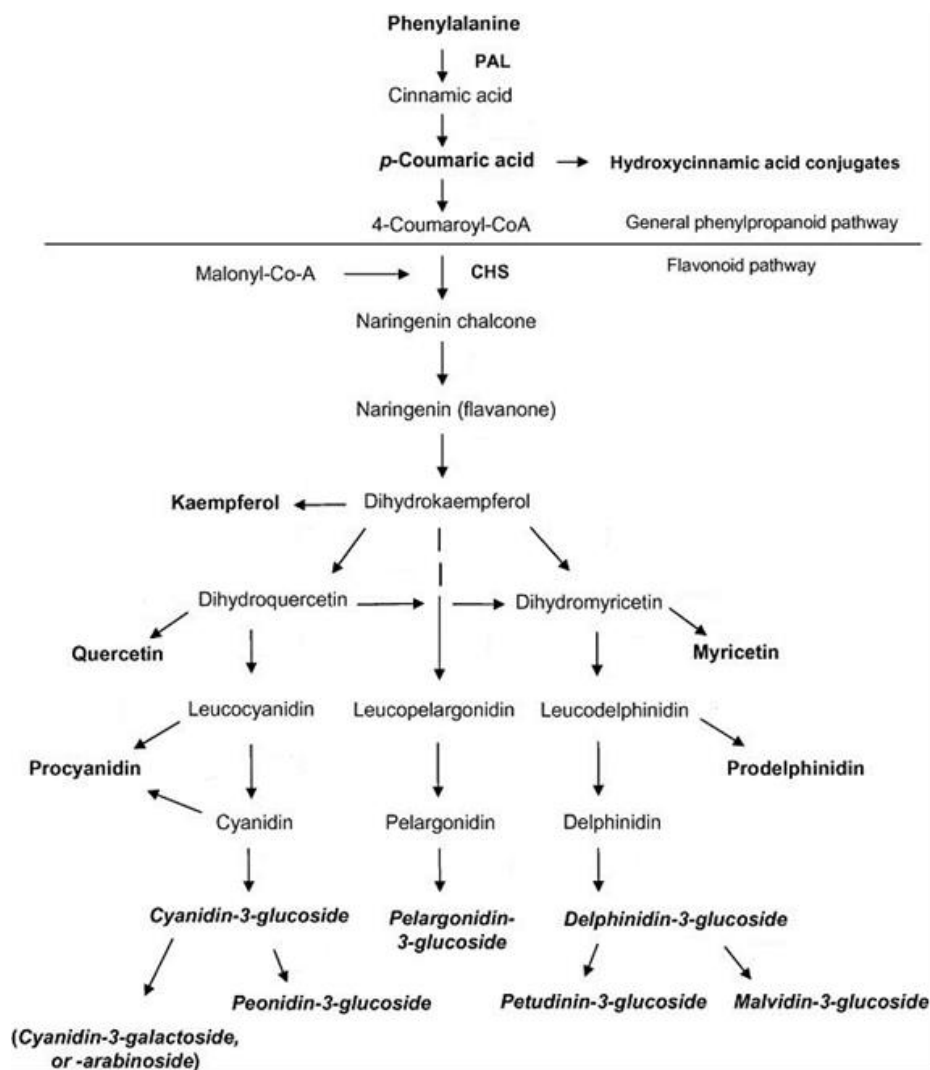 Phenylalanine
PAL
Cinnamic acid
p-Coumaric acid
Hydroxycinnamic acid conjugates
4-Coumaroyl-CoA
General phenylpropanoid pathway
Malonyl-Co-A
CHS
Flavonoid pathway
Naringenin chalcone
Naringenin (flavanone)
Kaempferol
Dihydrokaempferol
Dihydroquercetin
Dihydromyricetin
Quercetin
Myricetin
Leucocyanidin
Leucopelargonidin
Leucodelphinidin
Procyanidin
Prodelphinidin
Cyanidin
Pelargonidin
Delphinidin
Cyanidin-3-glucoside
Pelargonidin-
3-glucoside
Delphinidin-3-glucoside
Peonidin-3-glucoside
Petudinin-3-glucoside
Malvidin-3-glucoside
(Cyanidin-3-galactoside,
or -arabinoside)